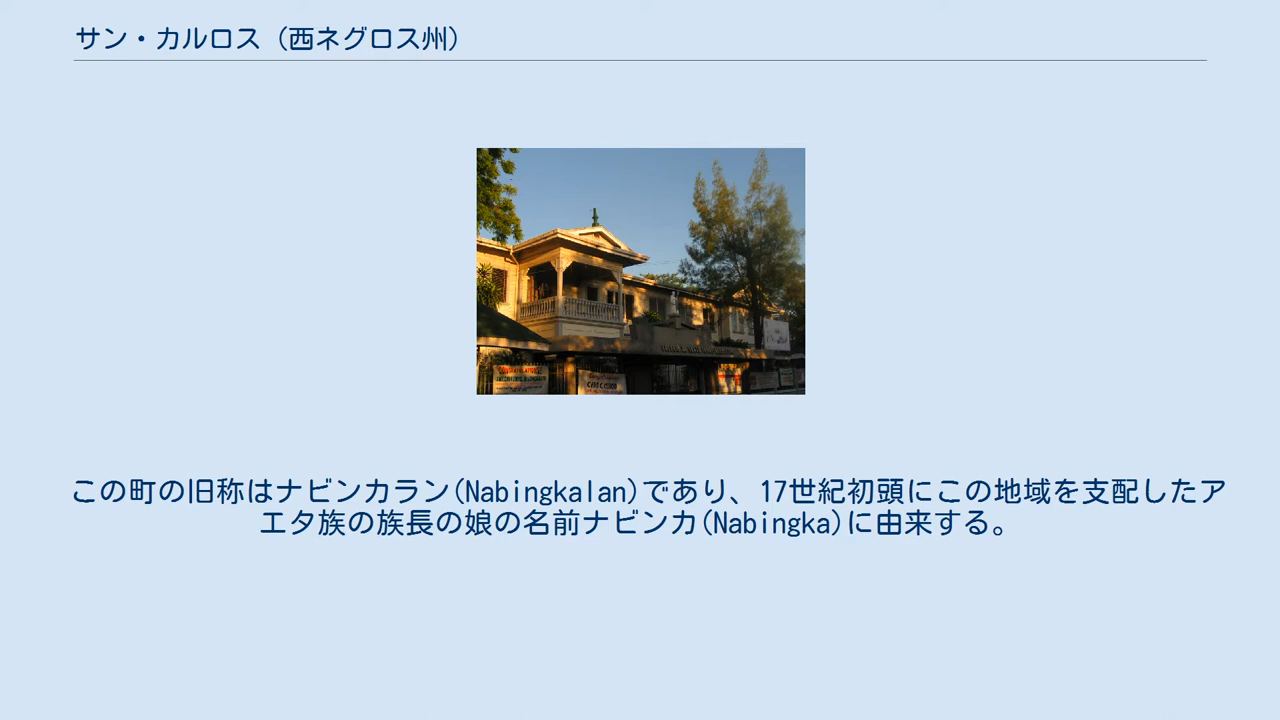 サン・カルロス（西ネグロス州）
この町の旧称はナビンカラン(Nabingkalan)であり、17世紀初頭にこの地域を支配したア
エタ族の族長の娘の名前ナビンカ(Nabingka)に由来する。